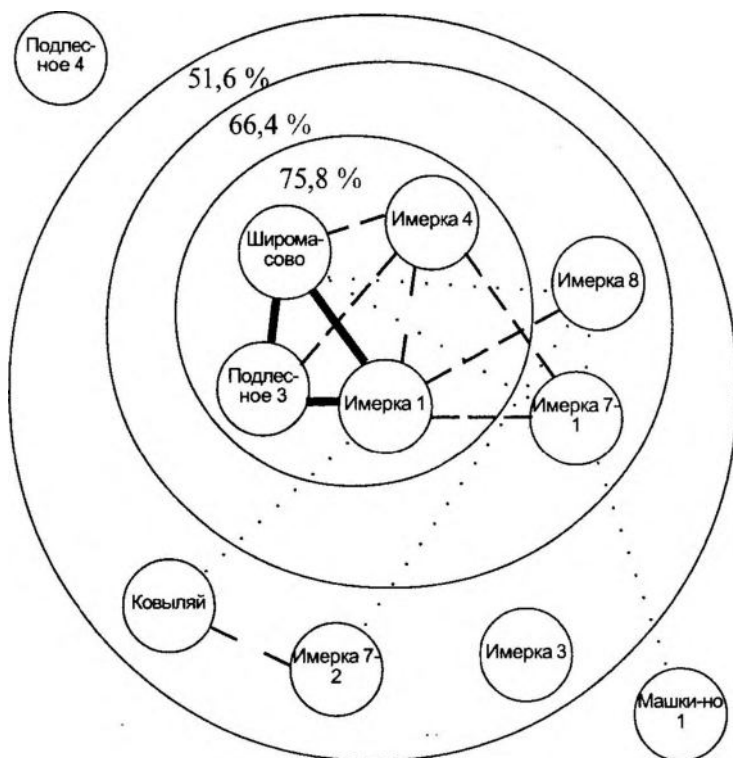 Подлес-
ное 4
51,6 %
66,4 %
75,8 %
Широма-
сово
Имерка 4
Имерка 8
Подлес-
ное 3
Имерка 1
Имерка 7-
1
Ковыляй
Имерка 7-
2
Имерка 3
Машки-но
1